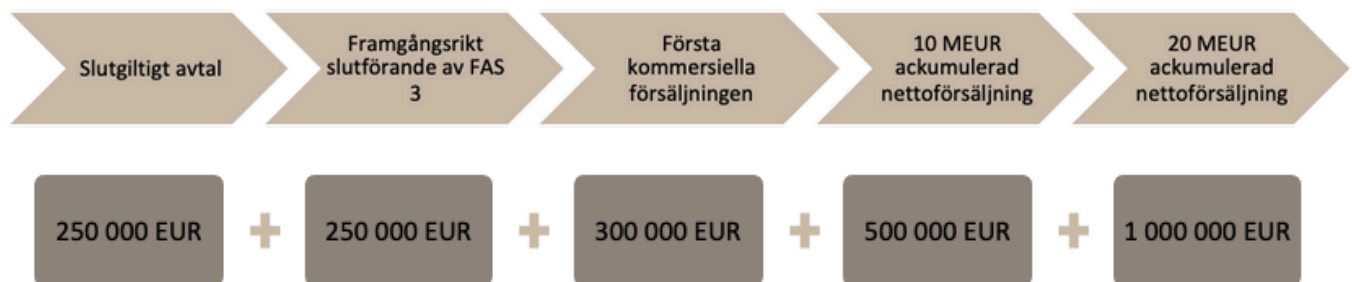 Slutgiltigt avtal
Framgångsrikt
slutförande av FAS
3
Första
kommersiella
försäljningen
10 MEUR
ackumulerad
nettoförsäljning
20 MEUR
ackumulerad
nettoförsäljning
250 000 EUR
250 000 EUR
300 000 EUR
500 000 EUR
1 000 000 EUR